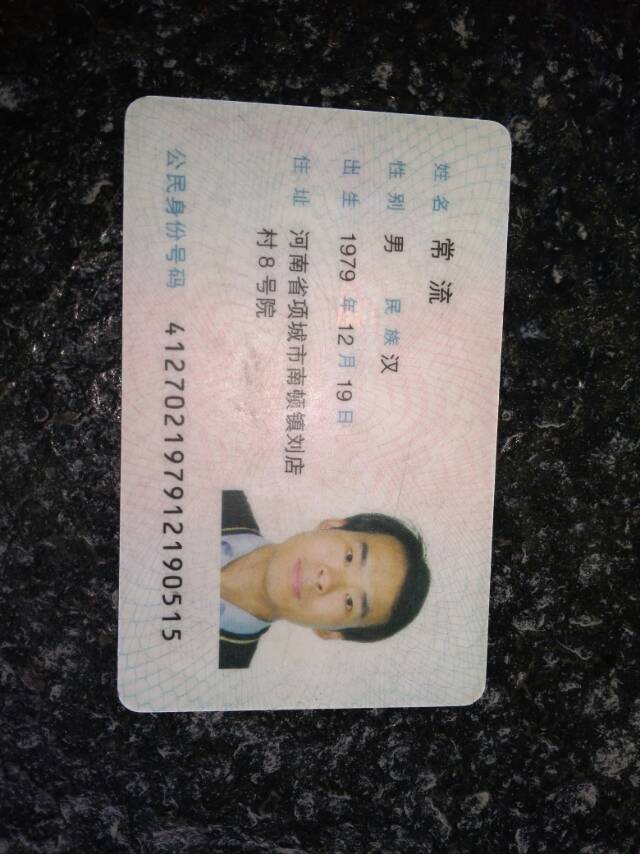 姓名 常流
性别 男 民族 汉
出生 1979 年 12 月 19 日
住址 河南省项城市南顿镇刘店
村8号院
公民身份号码 412702197912190515